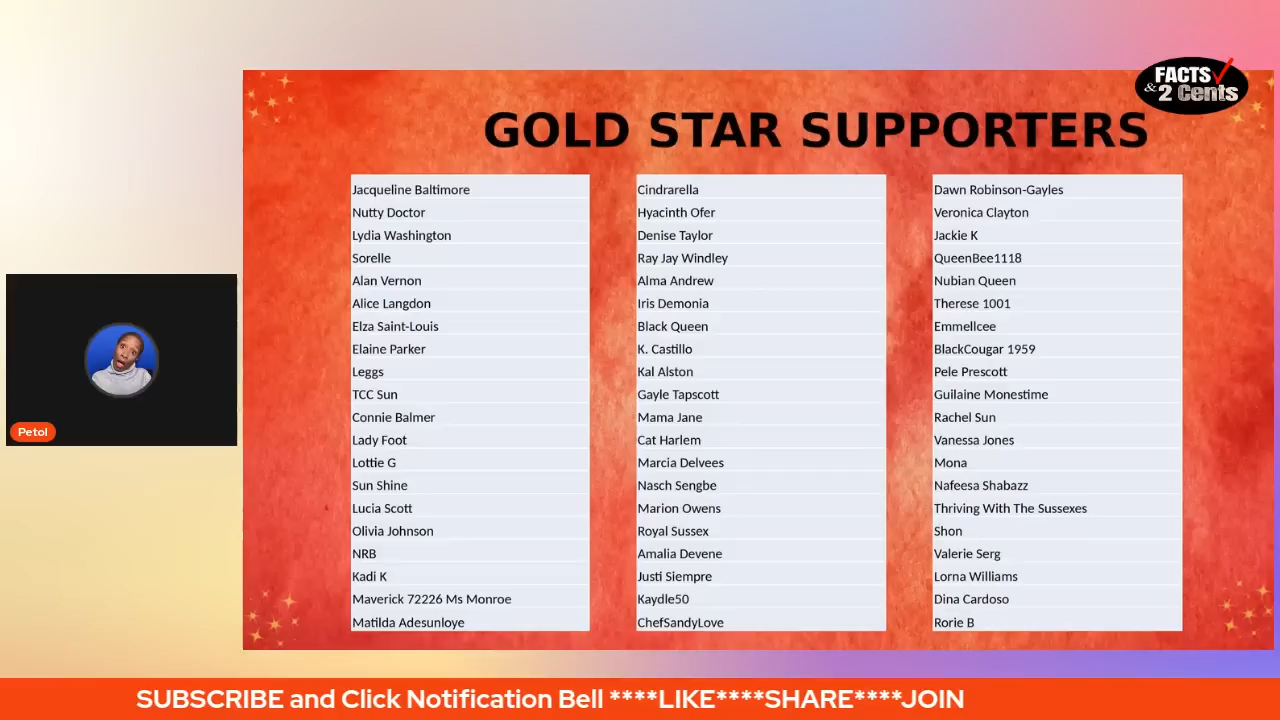 FACTS
& 2 Cents
GOLD STAR SUPPORTERS
Jacqueline Baltimore
Nutty Doctor
Lydia Washington
Sorelle
Alan Vernon
Alice Langdon
Elza Saint-Louis
Elaine Parker
Leggs
TCC Sun
Connie Balmer
Lady Foot
Lottie G
Sun Shine
Lucia Scott
Olivia Johnson
NRB
Kadi K
Maverick 72226 Ms Monroe
Matilda Adesunloye
Cindrarella
Hyacinth Ofer
Denise Taylor
Ray Jay Windley
Alma Andrew
Iris Demonia
Black Queen
K. Castillo
Kal Alston
Gayle Tapscott
Mama Jane
Cat Harlem
Marcia Delvees
Nasch Sengbe
Marion Owens
Royal Sussex
Amalia Devene
Justi Siempre
Kaydle50
ChefSandyLove
Dawn Robinson-Gayles
Veronica Clayton
Jackie K
QueenBee1118
Nubian Queen
Therese 1001
Emmellcee
BlackCougar 1959
Pele Prescott
Guilaine Monestime
Rachel Sun
Vanessa Jones
Mona
Nafeesa Shabazz
Thriving With The Sussexes
Shon
Valerie Serg
Lorna Williams
Dina Cardoso
Rorie B
Petol
SUBSCRIBE and Click Notification Bell ****LIKE****SHARE****JOIN